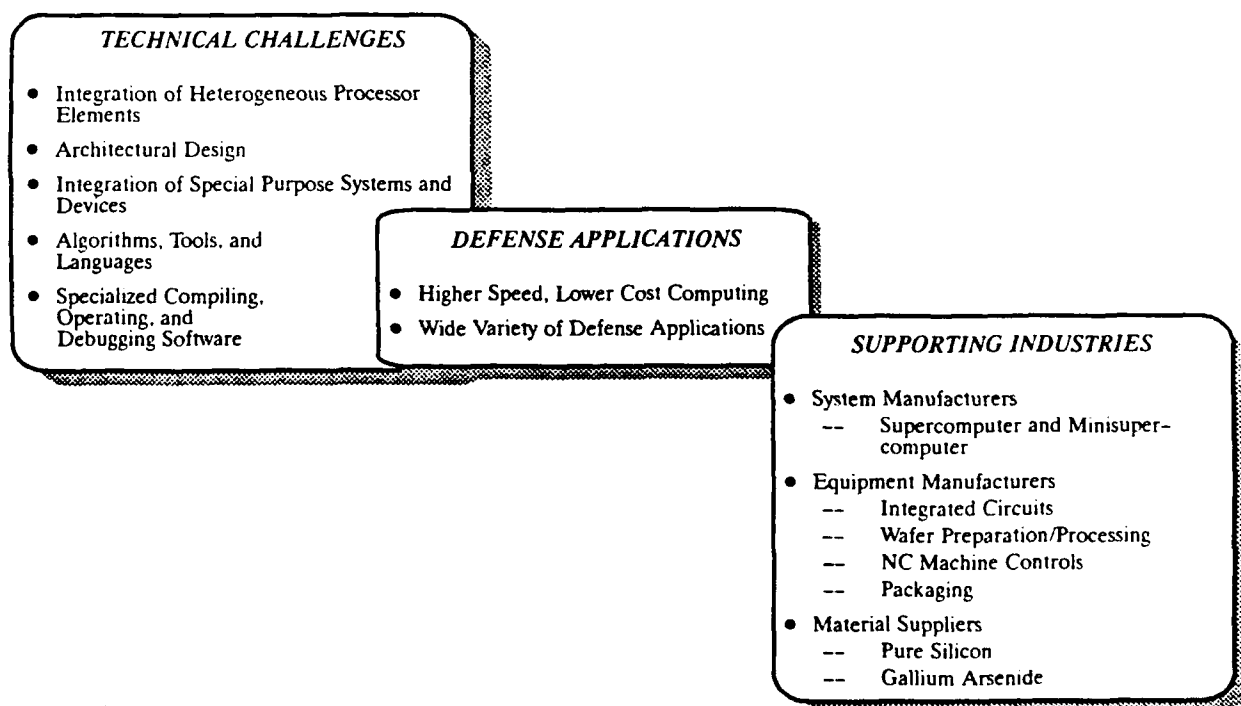 TECHNICAL CHALLENGES
● Integration of Heterogeneous Processor
Elements
● Architectural Design
● Integration of Special Purpose Systems and
Devices
● Algorithms, Tools, and
Languages
● Specialized Compiling,
Operating, and
Debugging Software
DEFENSE APPLICATIONS
● Higher Speed, Lower Cost Computing
● Wide Variety of Defense Applications
SUPPORTING INDUSTRIES
● System Manufacturers
-- Supercomputer and Minisuper-
computer
● Equipment Manufacturers
-- Integrated Circuits
-- Wafer Preparation/Processing
-- NC Machine Controls
-- Packaging
● Material Suppliers
-- Pure Silicon
-- Gallium Arsenide